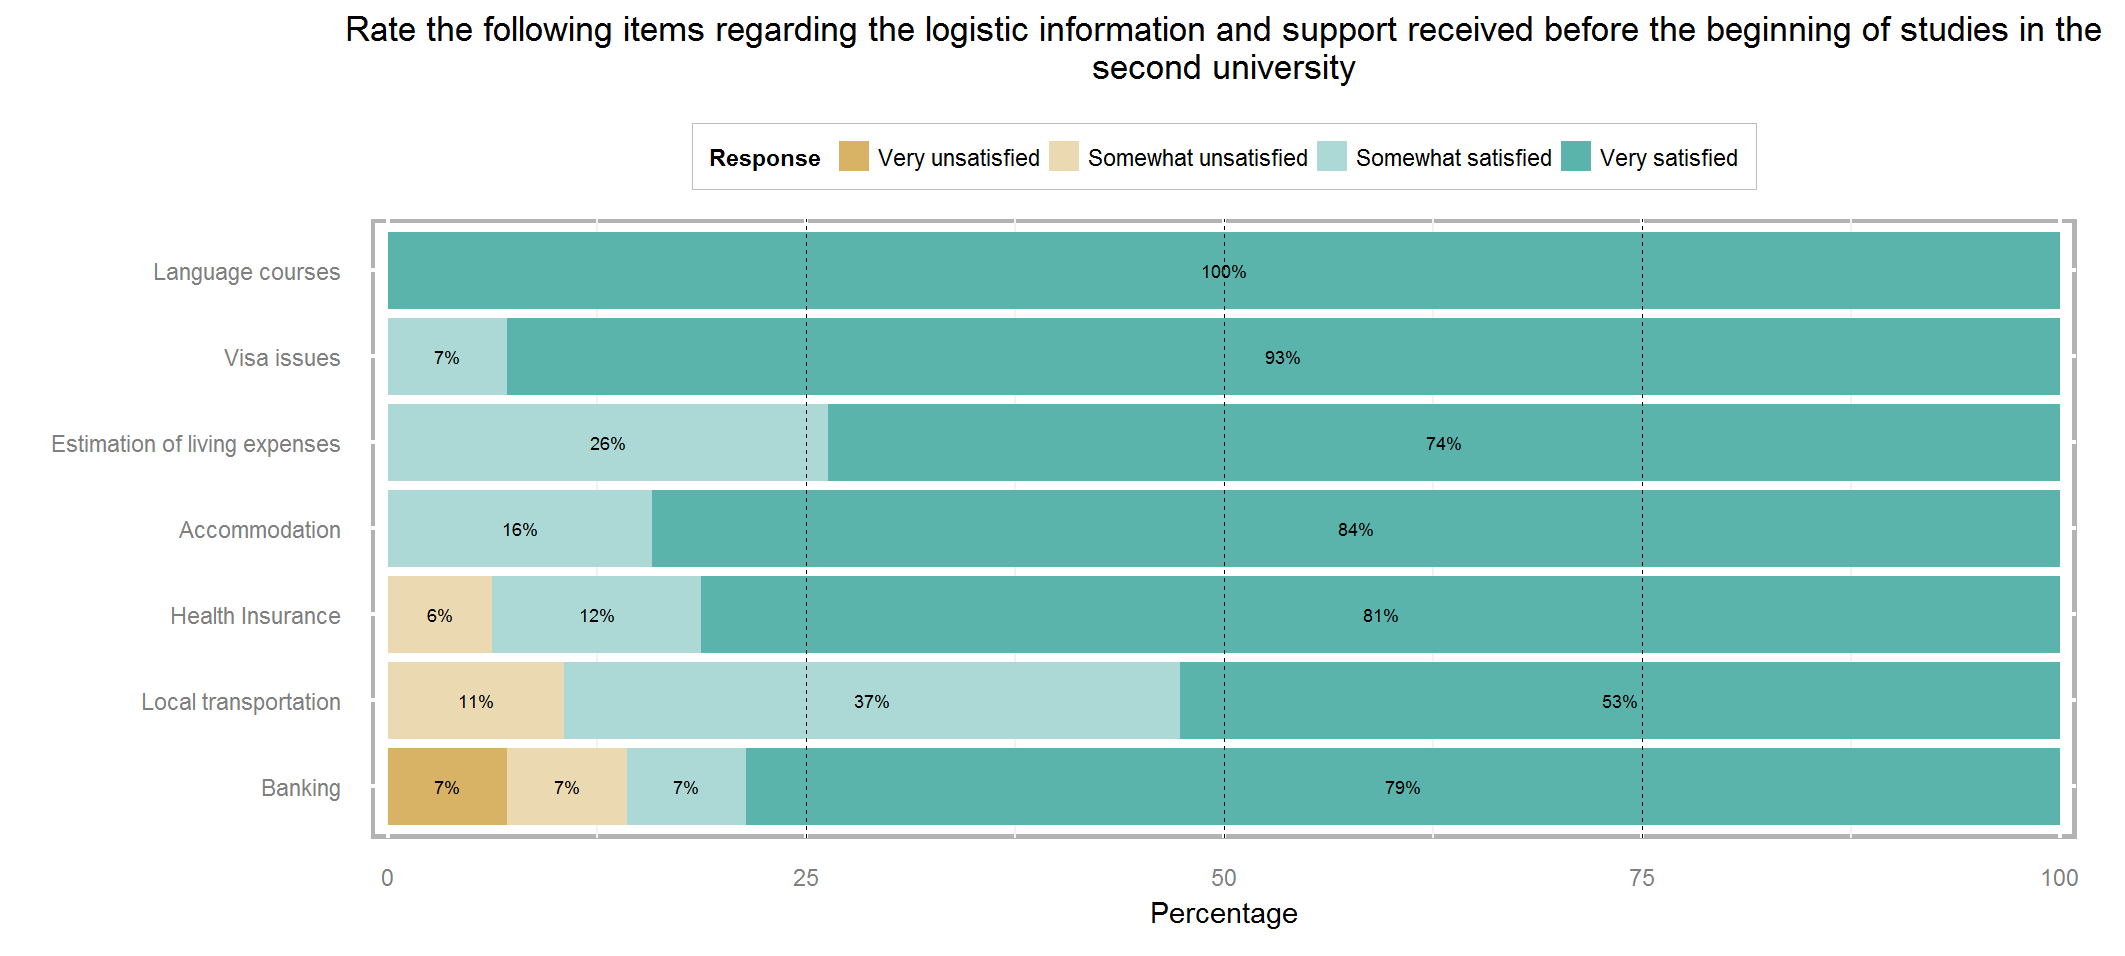 Rate the following items regarding the logistic information and support received before the beginning of studies in the
second university
Response Very unsatisfied Somewhat unsatisfied Somewhat satisfied Very satisfied
Language courses 100%
Visa issues 7% 93%
Estimation of living expenses 26% 74%
Accommodation 16% 84%
Health Insurance 6% 12% 81%
Local transportation 11% 37% 53%
Banking 7% 7% 7% 79%
0 25 50 75 100
Percentage